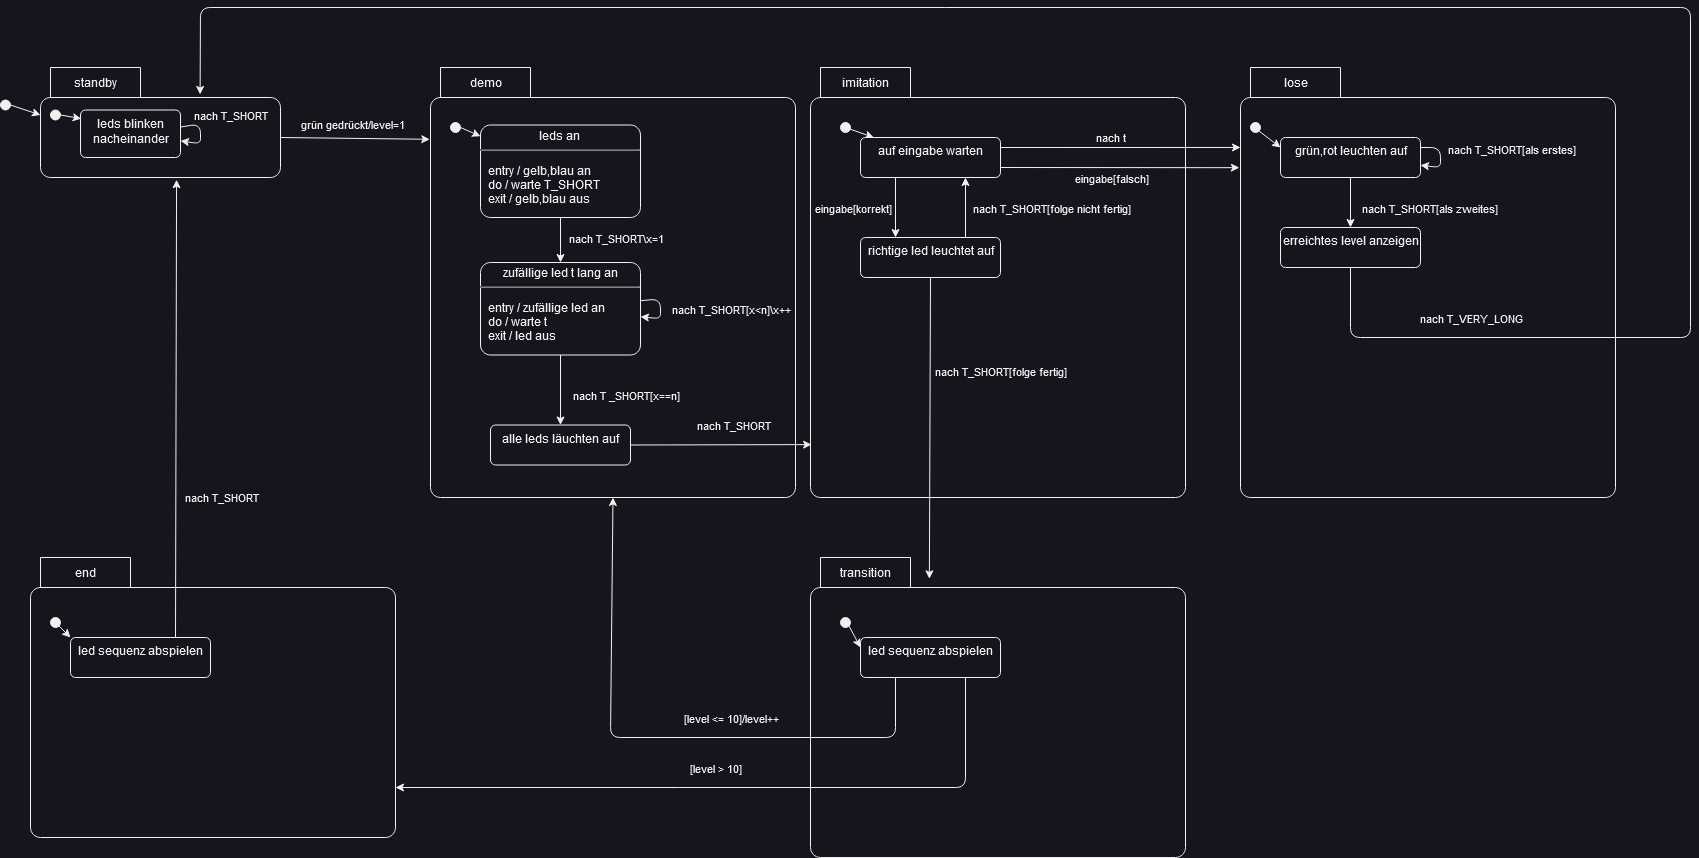 standby
leds blinken
nacheinander
nach T_SHORT
grün gedrückt/level=1
demo
leds an
entry / gelb,blau an
do / warte T_SHORT
exit / gelb,blau aus
nach T_SHORT\x=1
zufällige led t lang an
entry / zufällige led an
do / warte t
exit / led aus
nach T_SHORT[x<n]\x++
nach T _SHORT[x==n]
alle leds läuchten auf
nach T_SHORT
imitation
auf eingabe warten
nach t
eingabe[falsch]
eingabe[korrekt]
nach T_SHORT[folge nicht fertig]
richtige led leuchtet auf
nach T_SHORT[folge fertig]
lose
grün,rot leuchten auf
nach T_SHORT[als erstes]
nach T_SHORT[als zweites]
erreichtes level anzeigen
nach T_VERY_LONG
nach T_SHORT
end
led sequenz abspielen
transition
led sequenz abspielen
[level <= 10]/level++
[level > 10]